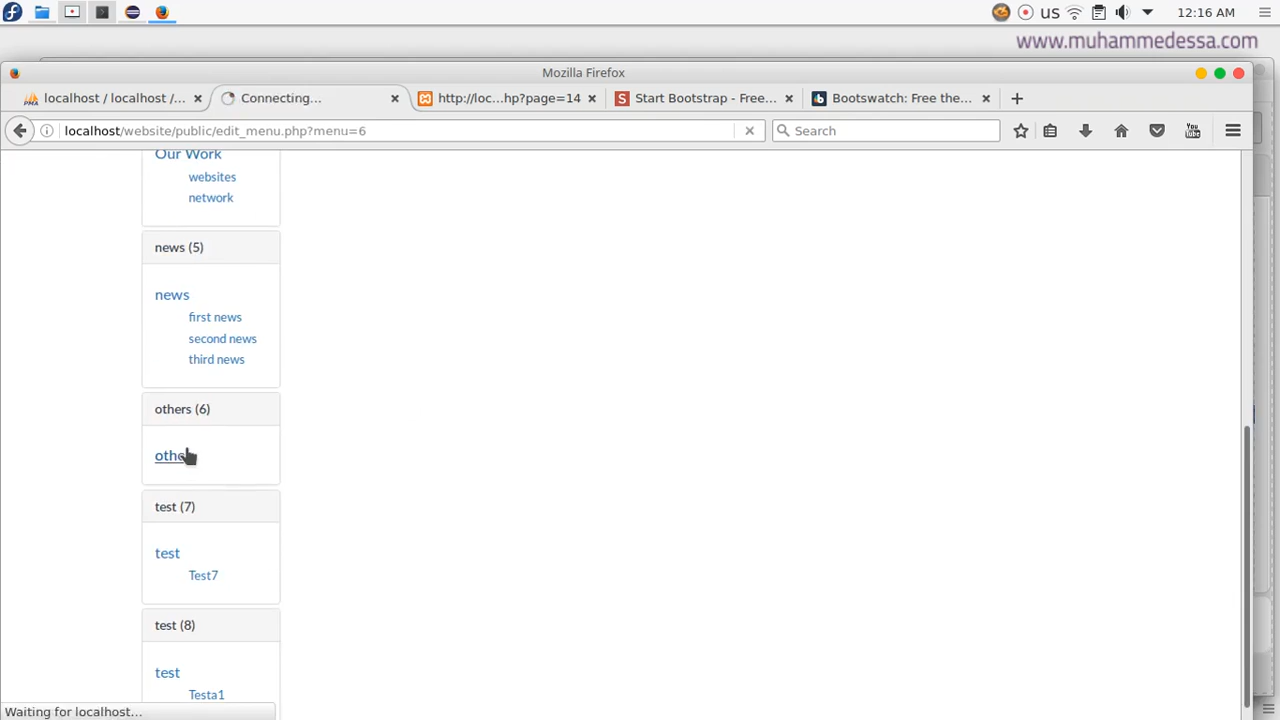 us
12:16 AM
www.muhammedessa.com
Mozilla Firefox
localhost / localhost /...
Connecting...
http://loc...hp?page=14
Start Bootstrap - Free...
Bootswatch: Free the...
localhost/website/public/edit_menu.php?menu=6
Search
Our Work
websites
network
news (5)
news
first news
second news
third news
others (6)
test (7)
test
Test7
test (8)
test
Testa1
Waiting for localhost...